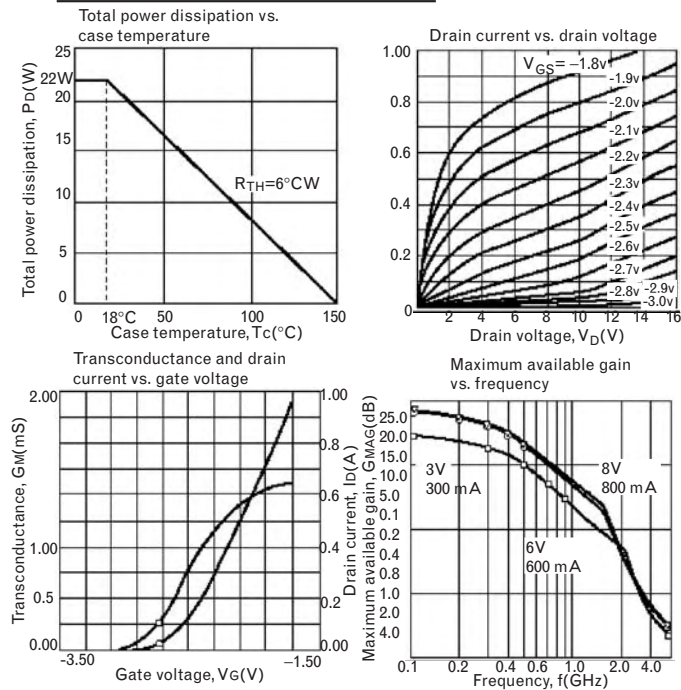 Total power dissipation vs.
case temperature
Total power dissipation, PD(W)
25
22W
20
15
10
5
0
RTH=6°CW
0 18°C 50 100 150
Case temperature, Tc(°C)
Drain current vs. drain voltage
1.00
0.8
0.6
0.4
0.2
0
VGS= –1.8v
-1.9v
-2.0v
-2.1v
-2.2v
-2.3v
-2.4v
-2.5v
-2.6v
-2.7v
-2.8v
-2.9v
-3.0v
2 4 6 8 10 12 14 16
Drain voltage, VD(V)
Transconductance and drain
current vs. gate voltage
Transconductance, GM(mS)
2.00
1.00
0.5
0.00
1.00
0.8
0.6
0.4
0.2
0.00
Drain current, ID(A)
-3.50 –1.50
Gate voltage, VG(V)
Maximum available gain
vs. frequency
Maximum available gain, GMAG(dB)
25.0
20.0
15.0
10.0
5.0
0.1
0.2
0.4
0.8
1.0
2.0
4.0
3V
300 mA
8V
800 mA
6V
600 mA
0.1 0.2 0.4 0.6 1.0 2.0 4.0
Frequency, f(GHz)